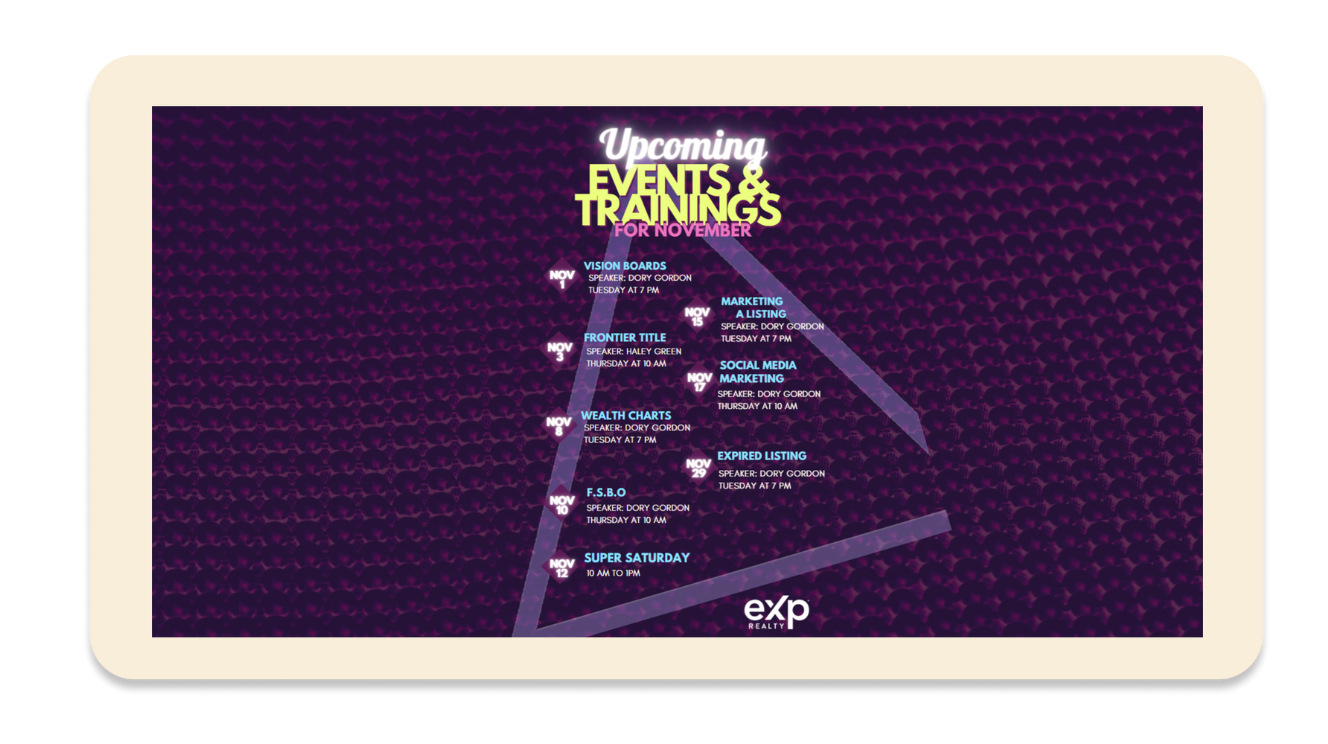 Upcoming
EVENTS &
TRAININGS
FOR NOVEMBER
NOV
1
VISION BOARDS
SPEAKER: DORY GORDON
TUESDAY AT 7 PM
NOV
3
FRONTIER TITLE
SPEAKER: HALEY GREEN
THURSDAY AT 10 AM
NOV
8
WEALTH CHARTS
SPEAKER: DORY GORDON
TUESDAY AT 7 PM
NOV
10
F.S.B.O
SPEAKER: DORY GORDON
THURSDAY AT 10 AM
NOV
12
SUPER SATURDAY
10 AM TO 1PM
NOV
15
MARKETING
A LISTING
SPEAKER: DORY GORDON
TUESDAY AT 7 PM
NOV
17
SOCIAL MEDIA
MARKETING
SPEAKER: DORY GORDON
THURSDAY AT 10 AM
NOV
29
EXPIRED LISTING
SPEAKER: DORY GORDON
TUESDAY AT 7 PM
eXp
REALTY